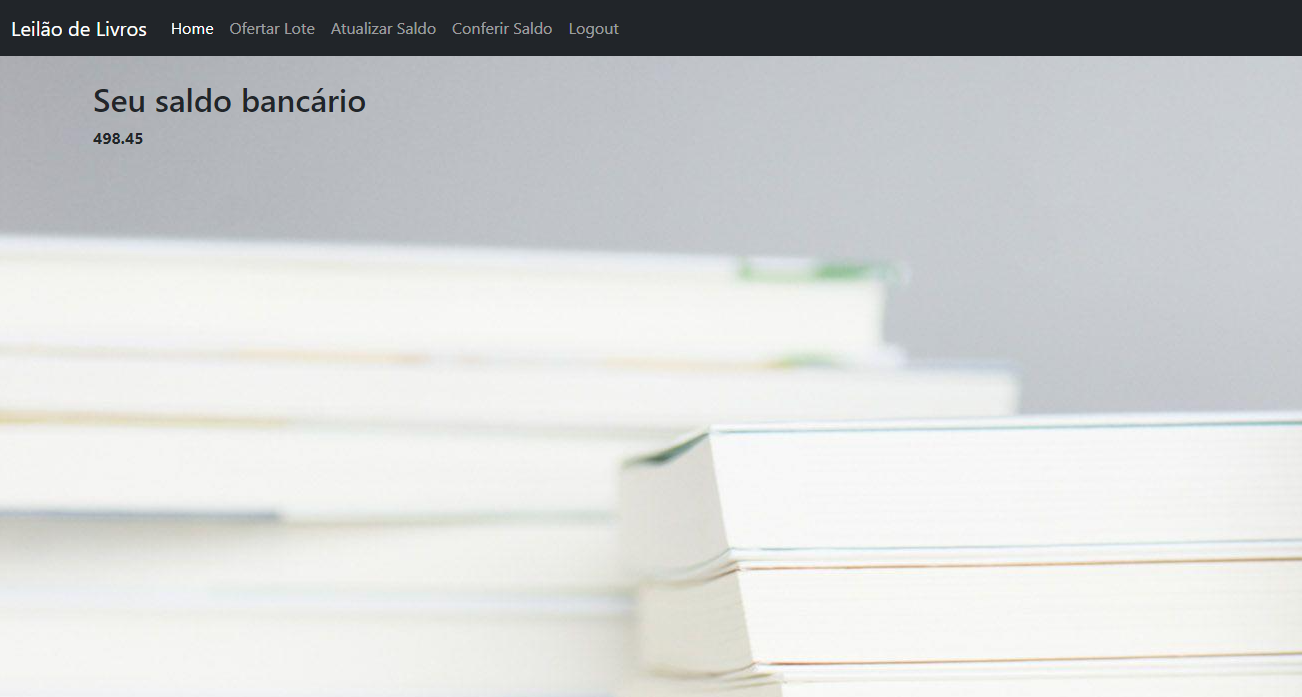 Leilão de Livros Home Ofertar Lote Atualizar Saldo Conferir Saldo Logout
Seu saldo bancário
498.45